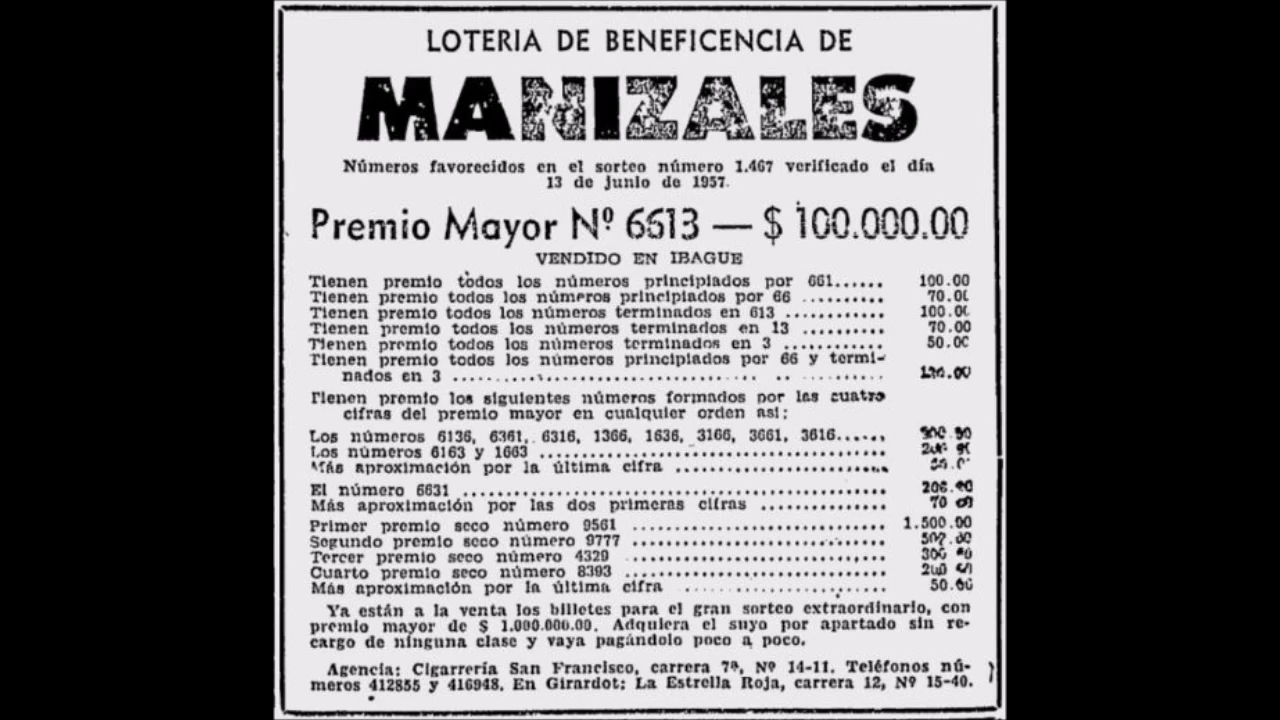 LOTERIA DE BENEFICENCIA DE
MANIZALES
Números favorecidos en el sorteo número 1.467 verificado el día
13 de junio de 1957.
Premio Mayor Nº 6613 — $ 100.000.00
VENDIDO EN IBAGUE
Tienen premio todos los números principiados por 661...... 100.00
Tienen premio todos los números principiados por 66 .......... 70.00
Tienen premio todos los números terminados en 613 ............ 100.00
Tienen premio todos los números terminados en 13 .......... 70.00
Tienen premio todos los números terminados en 3 ............ 50.00
Tienen premio todos los números principiados por 66 y termi-
nados en 3 ..........................................
Tienen premio los siguientes números formados por las cuatro
cifras del premio mayor en cualquier orden así:
Los números 6136, 6361, 6316, 1366, 1636, 3166, 3661, 3616......
Los números 6163 y 1663 ..........................................
Más aproximación por la última cifra ..........................
El número 6631 ..................................................
Más aproximación por las dos primeras cifras ............... 70
Primer premio seco número 9561 .............................. 1.500.00
Segundo premio seco número 9777 ..............................
Tercer premio seco número 4329 ..............................
Cuarto premio seco número 8393 ..............................
Más aproximación por la última cifra ......................... 50.00
Ya están a la venta los billetes para el gran sorteo extraordinario, con
premio mayor de $ 1.000.000.00. Adquiera el suyo por apartado sin re-
cargo de ninguna clase y vaya pagándolo poco a poco.
Agencia: Cigarrería San Francisco, carrera 7ª, Nº 14-11. Teléfonos nú-
meros 412855 y 416948. En Girardot: La Estrella Roja, carrera 12, Nº 15-40.